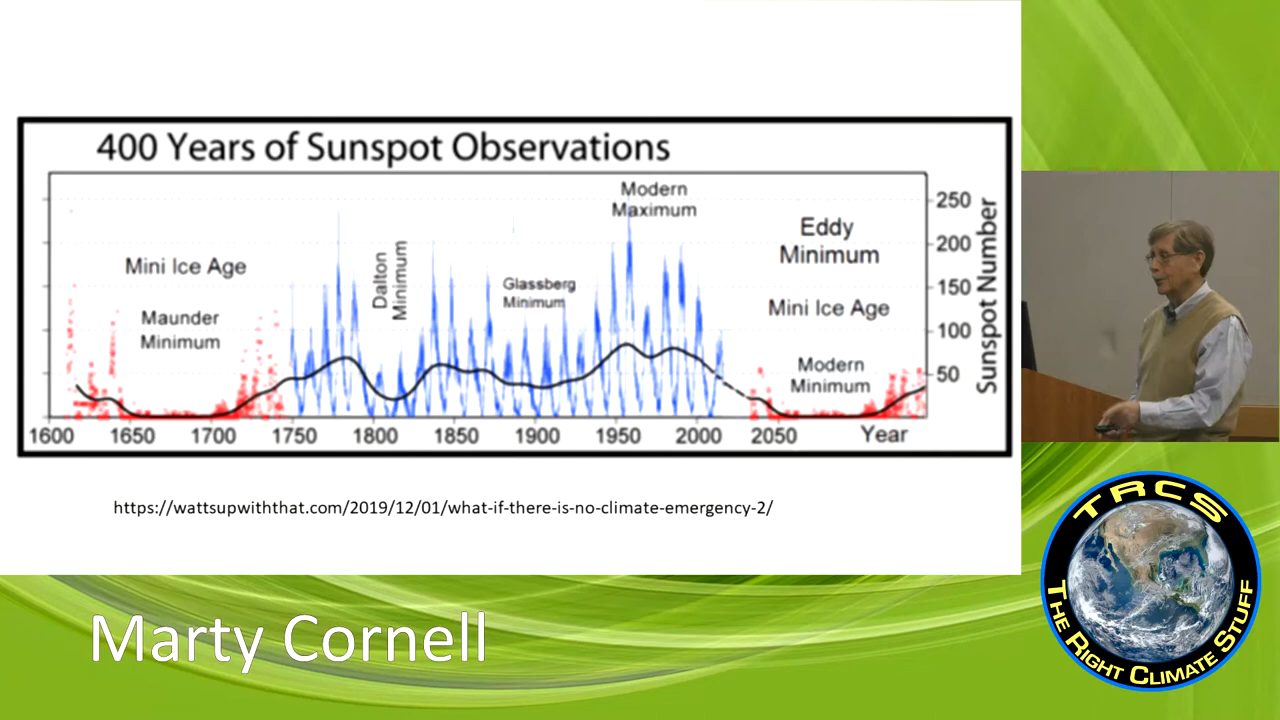 400 Years of Sunspot Observations
Modern
Maximum
Mini Ice Age
Maunder
Minimum
Dalton
Minimum
Glassberg
Minimum
Eddy
Minimum
Mini Ice Age
Modern
Minimum
250
200
150
100
50
Sunspot Number
1600 1650 1700 1750 1800 1850 1900 1950 2000 2050 Year
https://wattsupwiththat.com/2019/12/01/what-if-there-is-no-climate-emergency-2/
Marty Cornell
TRCS
THE RIGHT CLIMATE STUFF